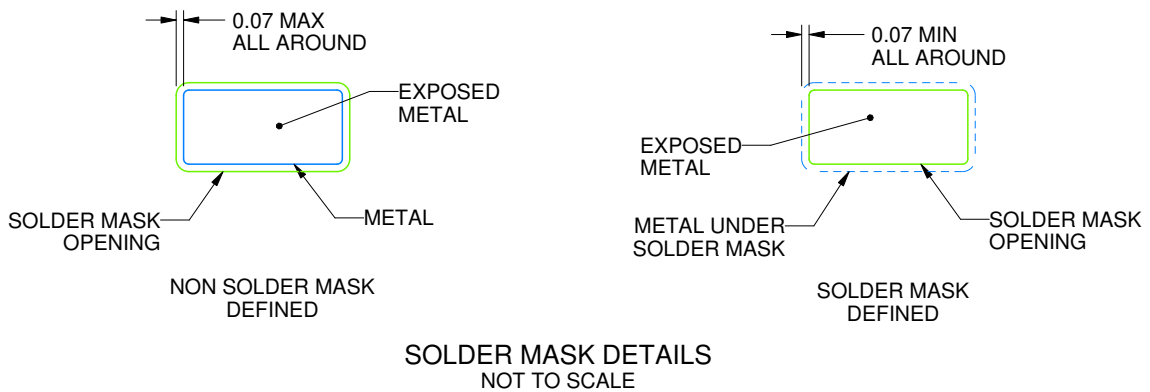 0.07 MAX
ALL AROUND
EXPOSED
METAL
SOLDER MASK
OPENING
METAL
NON SOLDER MASK
DEFINED
0.07 MIN
ALL AROUND
EXPOSED
METAL
METAL UNDER
SOLDER MASK
SOLDER MASK
OPENING
SOLDER MASK
DEFINED
SOLDER MASK DETAILS
NOT TO SCALE